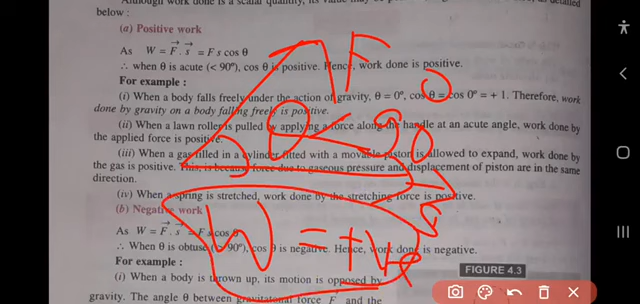 Although work done is a scalar quantity, its value may be
below :
(a) Positive work
As W = F⃗ . s⃗ = F s cos θ
∴ when θ is acute (< 90°), cos θ is positive. Hence, work done is positive.
For example :
(i) When a body falls freely under the action of gravity, θ = 0°, cos θ = cos 0° = + 1. Therefore, work
done by gravity on a body falling freely is positive.
(ii) When a lawn roller is pulled by applying a force along the handle at an acute angle, work done by
the applied force is positive.
(iii) When a gas filled in a cylinder fitted with a movable piston is allowed to expand, work done by
the gas is positive. This is because force due to gaseous pressure and displacement of piston are in the same
direction.
(iv) When a spring is stretched, work done by the stretching force is positive.
(b) Negative work
As W = F⃗ . s⃗ = F s cos θ
∴ When θ is obtuse (> 90°), cos θ is negative. Hence, work done is negative.
For example :
(i) When a body is thrown up, its motion is opposed by
gravity. The angle θ between gravitational force F and the
FIGURE 4.3
F
θ < 90
W = +ve